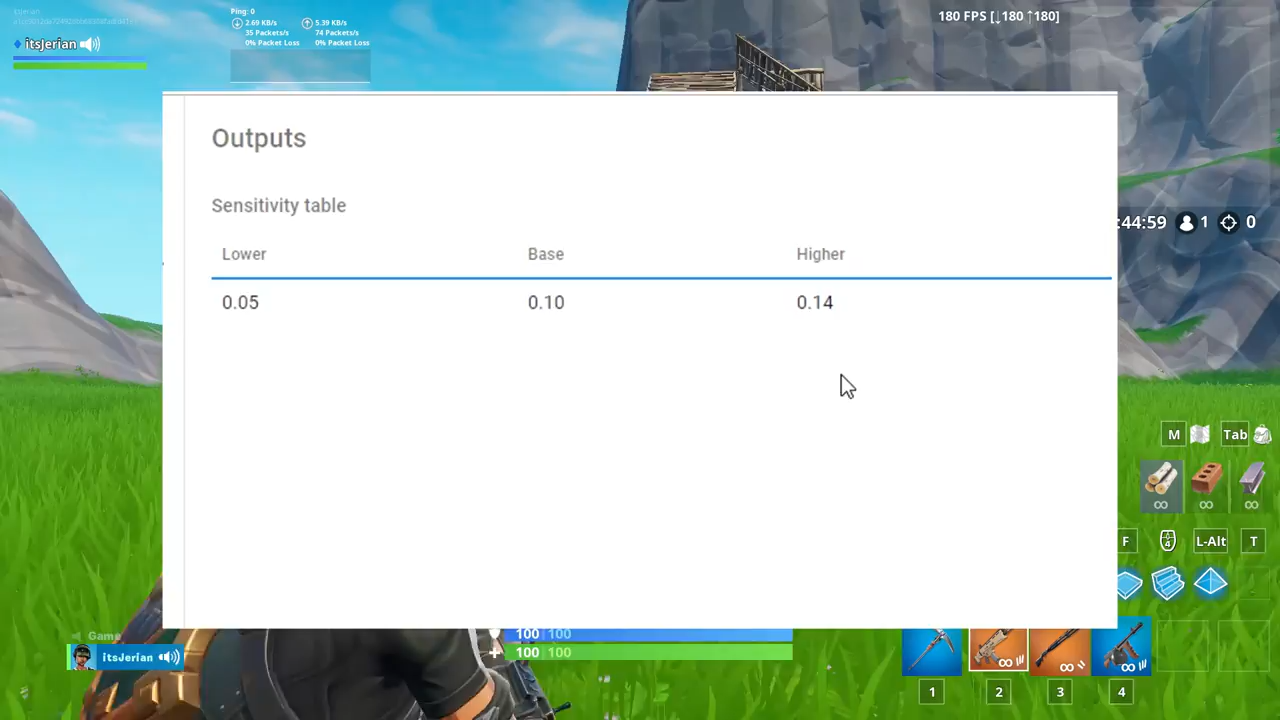 itsJerian
Ping: 0
2.69 KB/s 5.39 KB/s
35 Packets/s 74 Packets/s
0% Packet Loss 0% Packet Loss
180 FPS [↓180 ↑180]
itsJerian
Outputs
Sensitivity table
Lower Base Higher
0.05 0.10 0.14
:44:59 1 0
M Tab
∞ ∞ ∞
F 4 L-Alt T
Game
itsJerian
100 | 100
100 | 100
∞ ∞ ∞
1 2 3 4